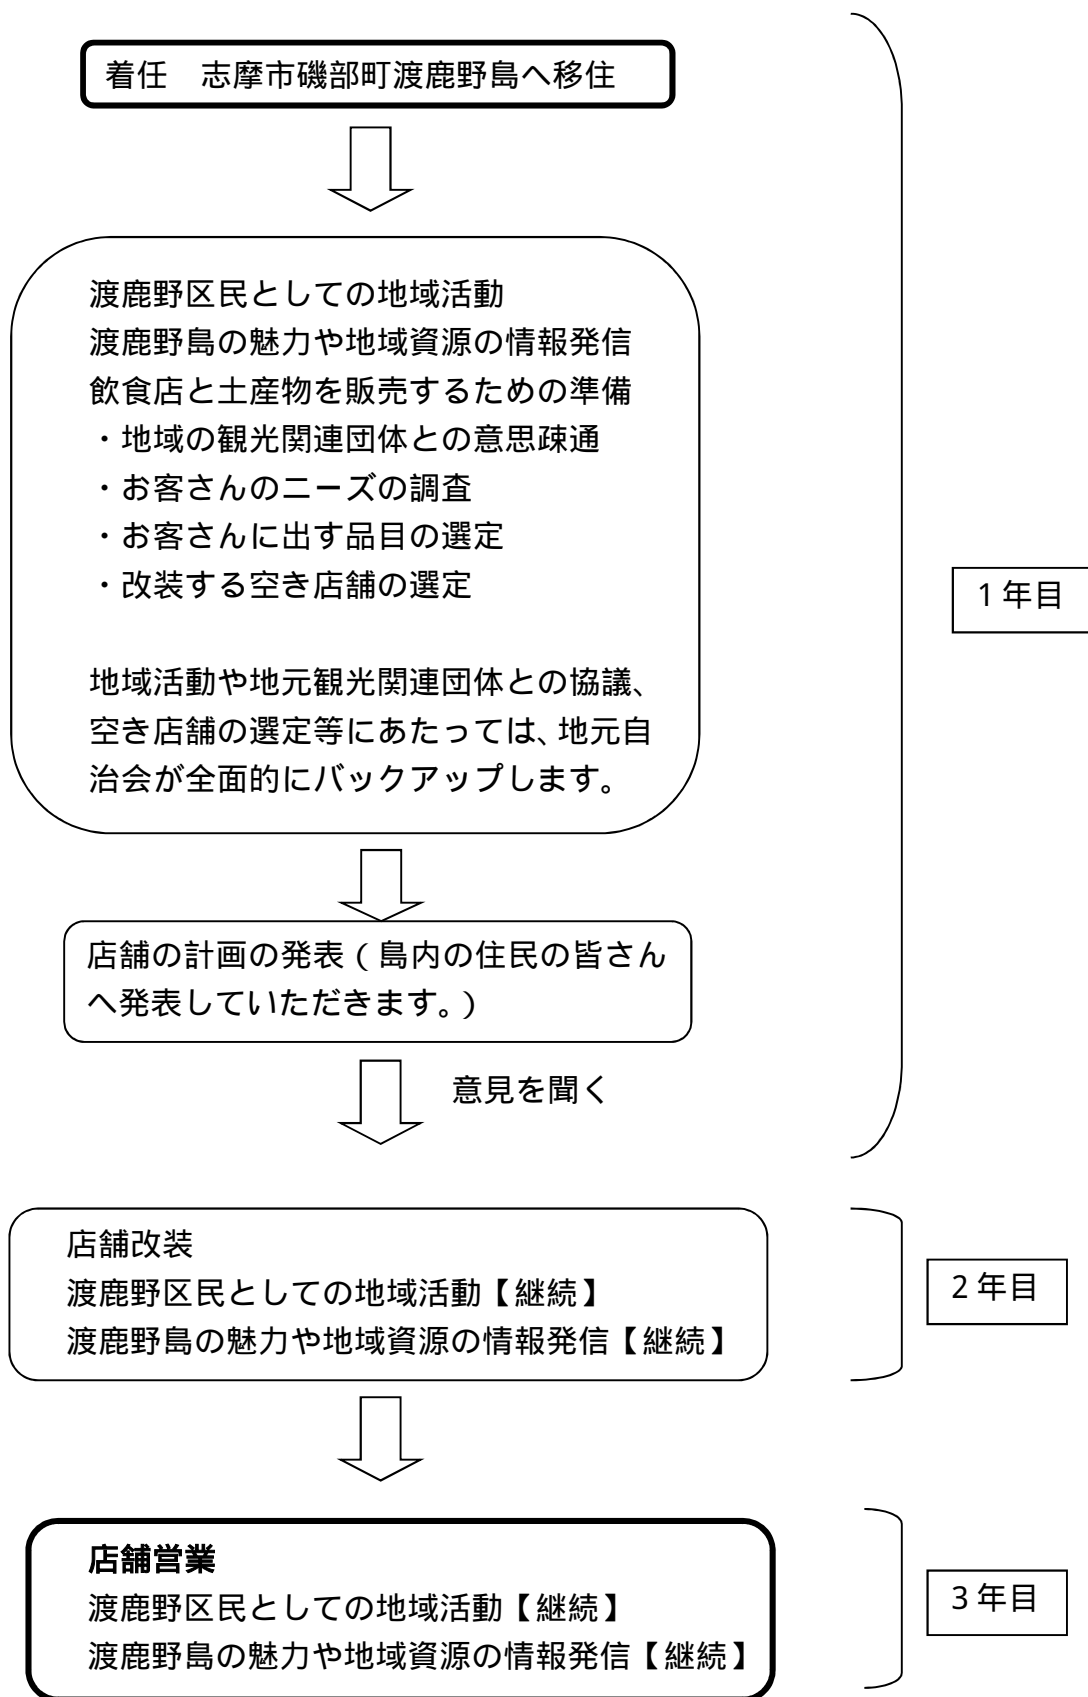 着任　志摩市磯部町渡鹿野島へ移住
渡鹿野区民としての地域活動
渡鹿野島の魅力や地域資源の情報発信
飲食店と土産物を販売するための準備
・地域の観光関連団体との意思疎通
・お客さんのニーズの調査
・お客さんに出す品目の選定
・改装する空き店舗の選定
地域活動や地元観光関連団体との協議、
空き店舗の選定等にあたっては、地元自
治会が全面的にバックアップします。
1年目
店舗の計画の発表（島内の住民の皆さん
へ発表していただきます。）
意見を聞く
店舗改装
渡鹿野区民としての地域活動【継続】
渡鹿野島の魅力や地域資源の情報発信【継続】
2年目
店舗営業
渡鹿野区民としての地域活動【継続】
渡鹿野島の魅力や地域資源の情報発信【継続】
3年目